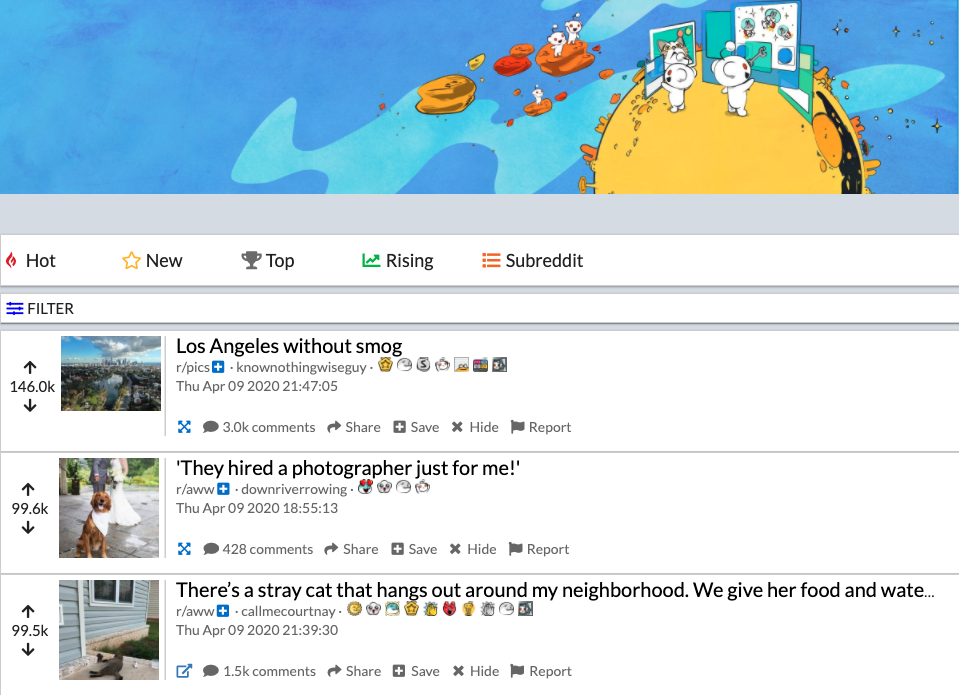 Hot New Top Rising Subreddit
FILTER
Los Angeles without smog
r/pics · knownothingwiseguy ·
146.0k
Thu Apr 09 2020 21:47:05
3.0k comments Share Save Hide Report
'They hired a photographer just for me!'
r/aww · downriverrowing ·
99.6k
Thu Apr 09 2020 18:55:13
428 comments Share Save Hide Report
There’s a stray cat that hangs out around my neighborhood. We give her food and wate...
r/aww · callmecourtnay ·
99.5k
Thu Apr 09 2020 21:39:30
1.5k comments Share Save Hide Report